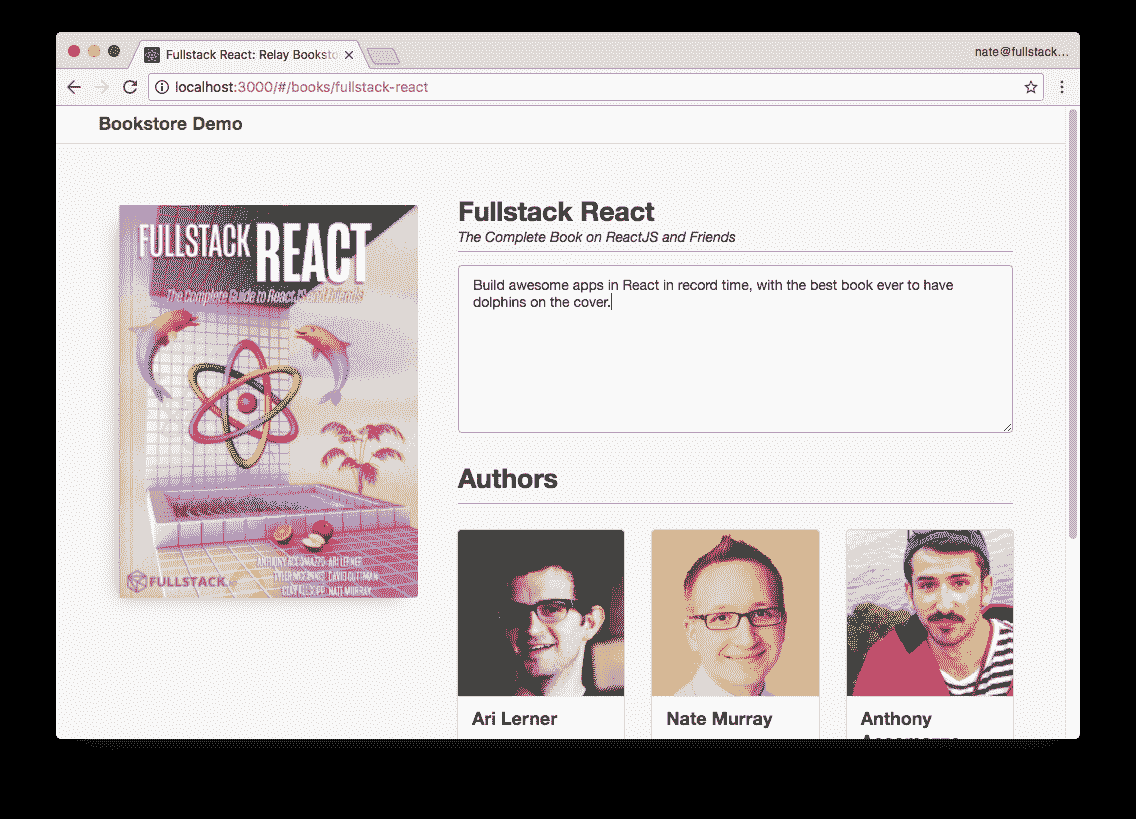 Fullstack React: Relay Booksto
nate@fullstack...
localhost:3000/#/books/fullstack-react
Bookstore Demo
FULLSTACK REACT
The Complete Guide to ReactJS and Friends
FULLSTACK
Fullstack React
The Complete Book on ReactJS and Friends
Build awesome apps in React in record time, with the best book ever to have
dolphins on the cover.
Authors
Ari Lerner
Nate Murray
Anthony